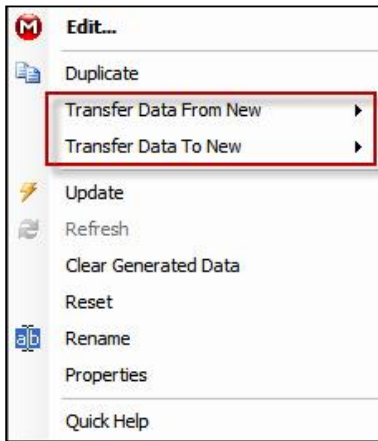 Edit...
Duplicate
Transfer Data From New
Transfer Data To New
Update
Refresh
Clear Generated Data
Reset
Rename
Properties
Quick Help